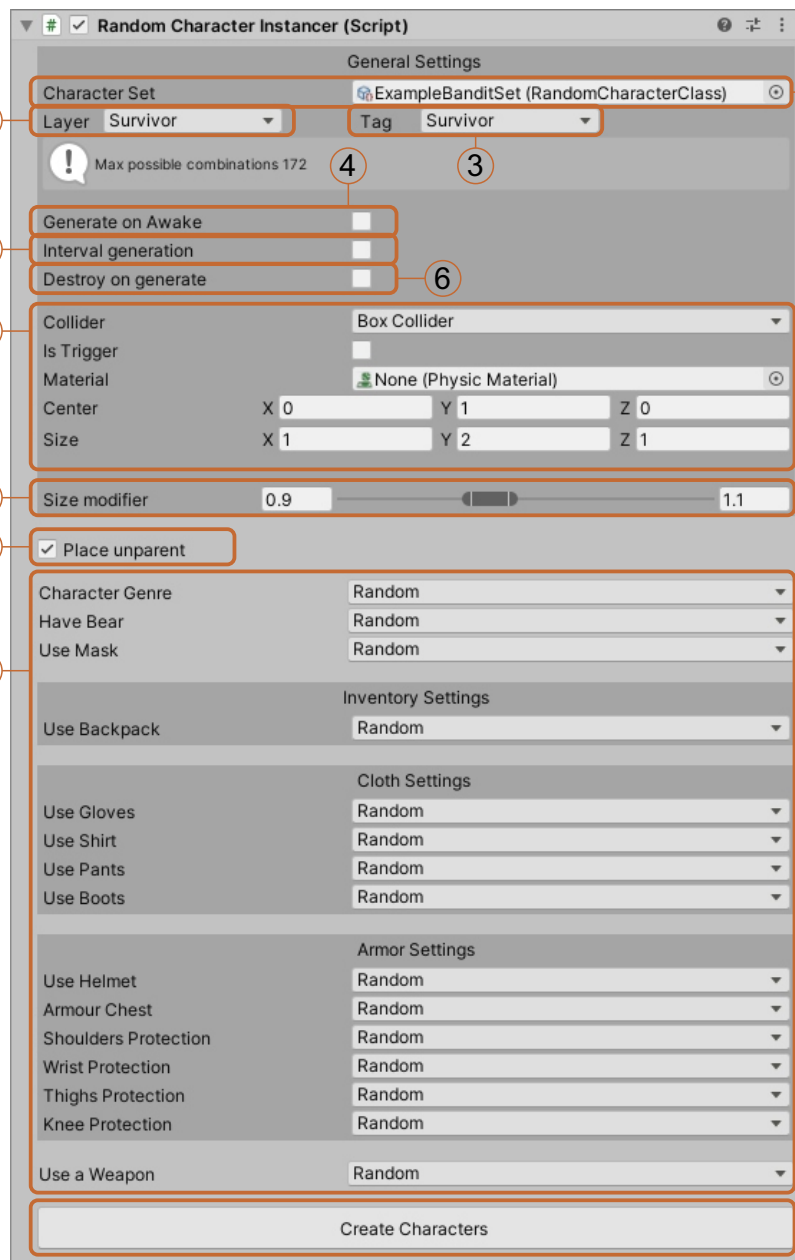 # Random Character Instancer (Script)
General Settings
Character Set ExampleBanditSet (RandomCharacterClass)
Layer Survivor Tag Survivor
! Max possible combinations 172
4 3
Generate on Awake
Interval generation
Destroy on generate 6
Collider Box Collider
Is Trigger
Material None (Physic Material)
Center X 0 Y 1 Z 0
Size X 1 Y 2 Z 1
Size modifier 0.9 1.1
Place unparent
Character Genre Random
Have Bear Random
Use Mask Random
Inventory Settings
Use Backpack Random
Cloth Settings
Use Gloves Random
Use Shirt Random
Use Pants Random
Use Boots Random
Armor Settings
Use Helmet Random
Armour Chest Random
Shoulders Protection Random
Wrist Protection Random
Thighs Protection Random
Knee Protection Random
Use a Weapon Random
Create Characters